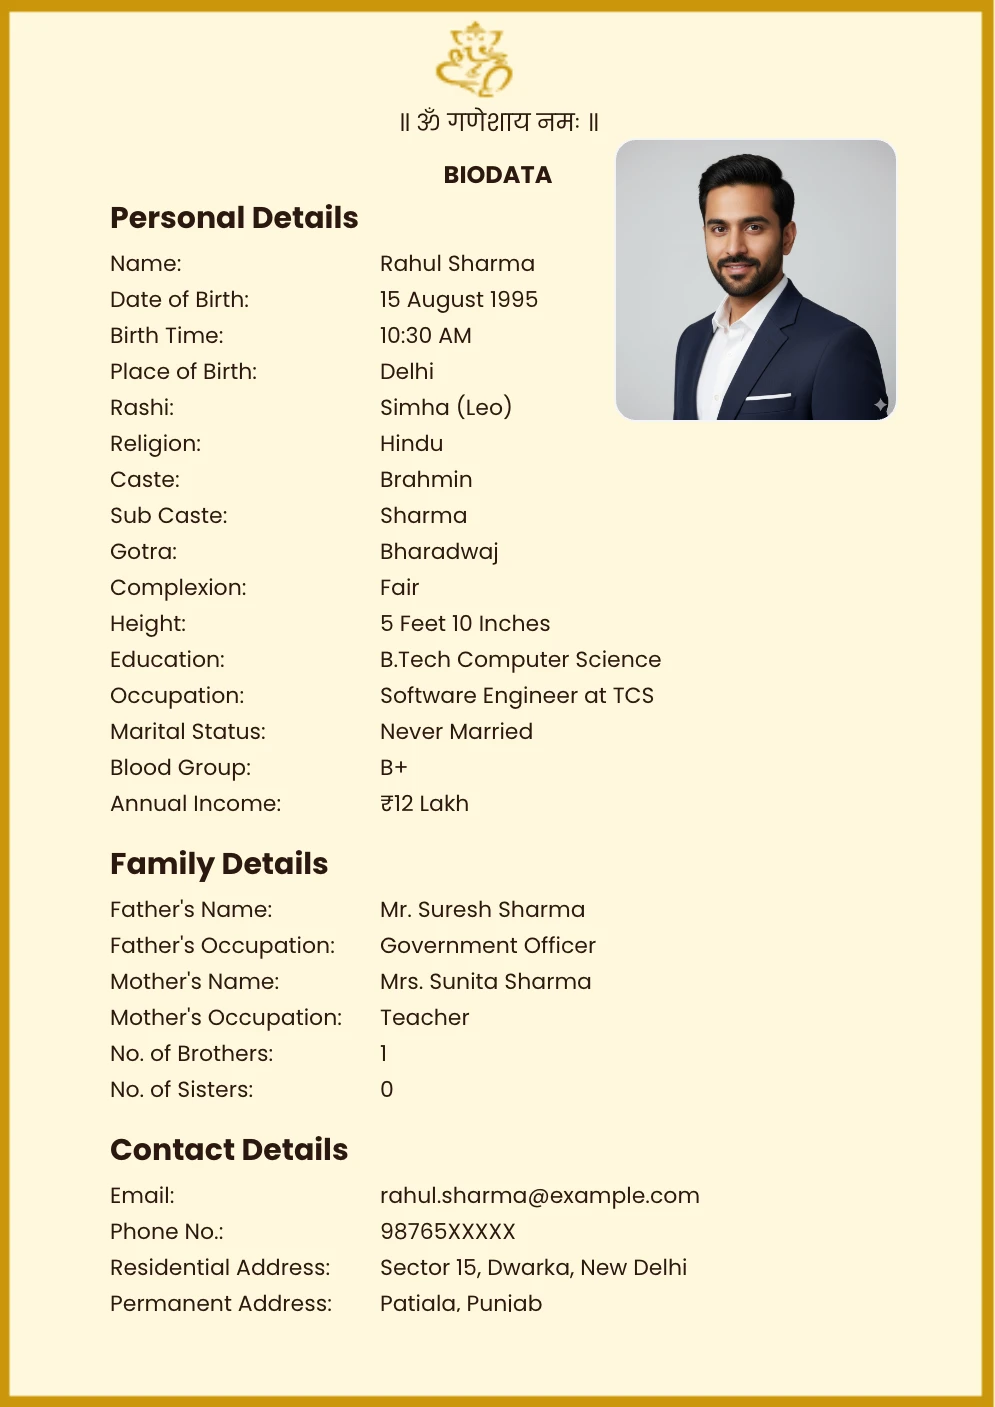 ॥ ॐ गणेशाय नमः ॥
BIODATA
Personal Details
Name: Rahul Sharma
Date of Birth: 15 August 1995
Birth Time: 10:30 AM
Place of Birth: Delhi
Rashi: Simha (Leo)
Religion: Hindu
Caste: Brahmin
Sub Caste: Sharma
Gotra: Bharadwaj
Complexion: Fair
Height: 5 Feet 10 Inches
Education: B.Tech Computer Science
Occupation: Software Engineer at TCS
Marital Status: Never Married
Blood Group: B+
Annual Income: ₹12 Lakh
Family Details
Father's Name: Mr. Suresh Sharma
Father's Occupation: Government Officer
Mother's Name: Mrs. Sunita Sharma
Mother's Occupation: Teacher
No. of Brothers: 1
No. of Sisters: 0
Contact Details
Email: rahul.sharma@example.com
Phone No.: 98765XXXXX
Residential Address: Sector 15, Dwarka, New Delhi
Permanent Address: Patiala, Punjab